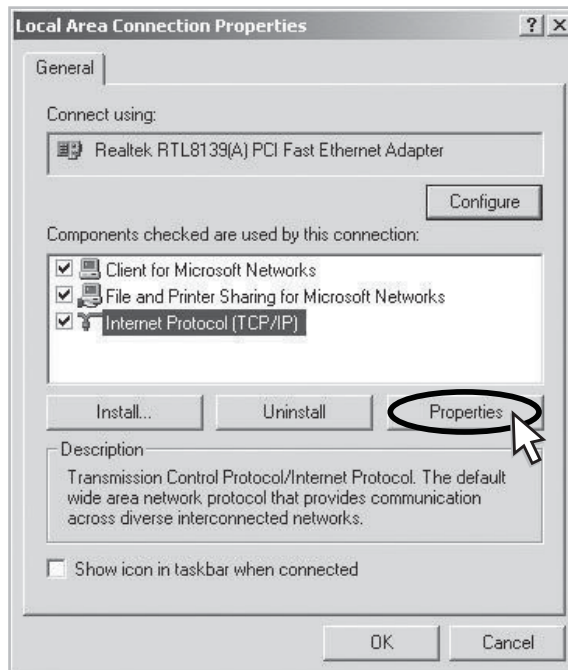 Local Area Connection Properties
General
Connect using:
Realtek RTL8139(A) PCI Fast Ethernet Adapter
Configure
Components checked are used by this connection:
Client for Microsoft Networks
File and Printer Sharing for Microsoft Networks
Internet Protocol (TCP/IP)
Install...
Uninstall
Properties
Description
Transmission Control Protocol/Internet Protocol. The default
wide area network protocol that provides communication
across diverse interconnected networks.
Show icon in taskbar when connected
OK
Cancel